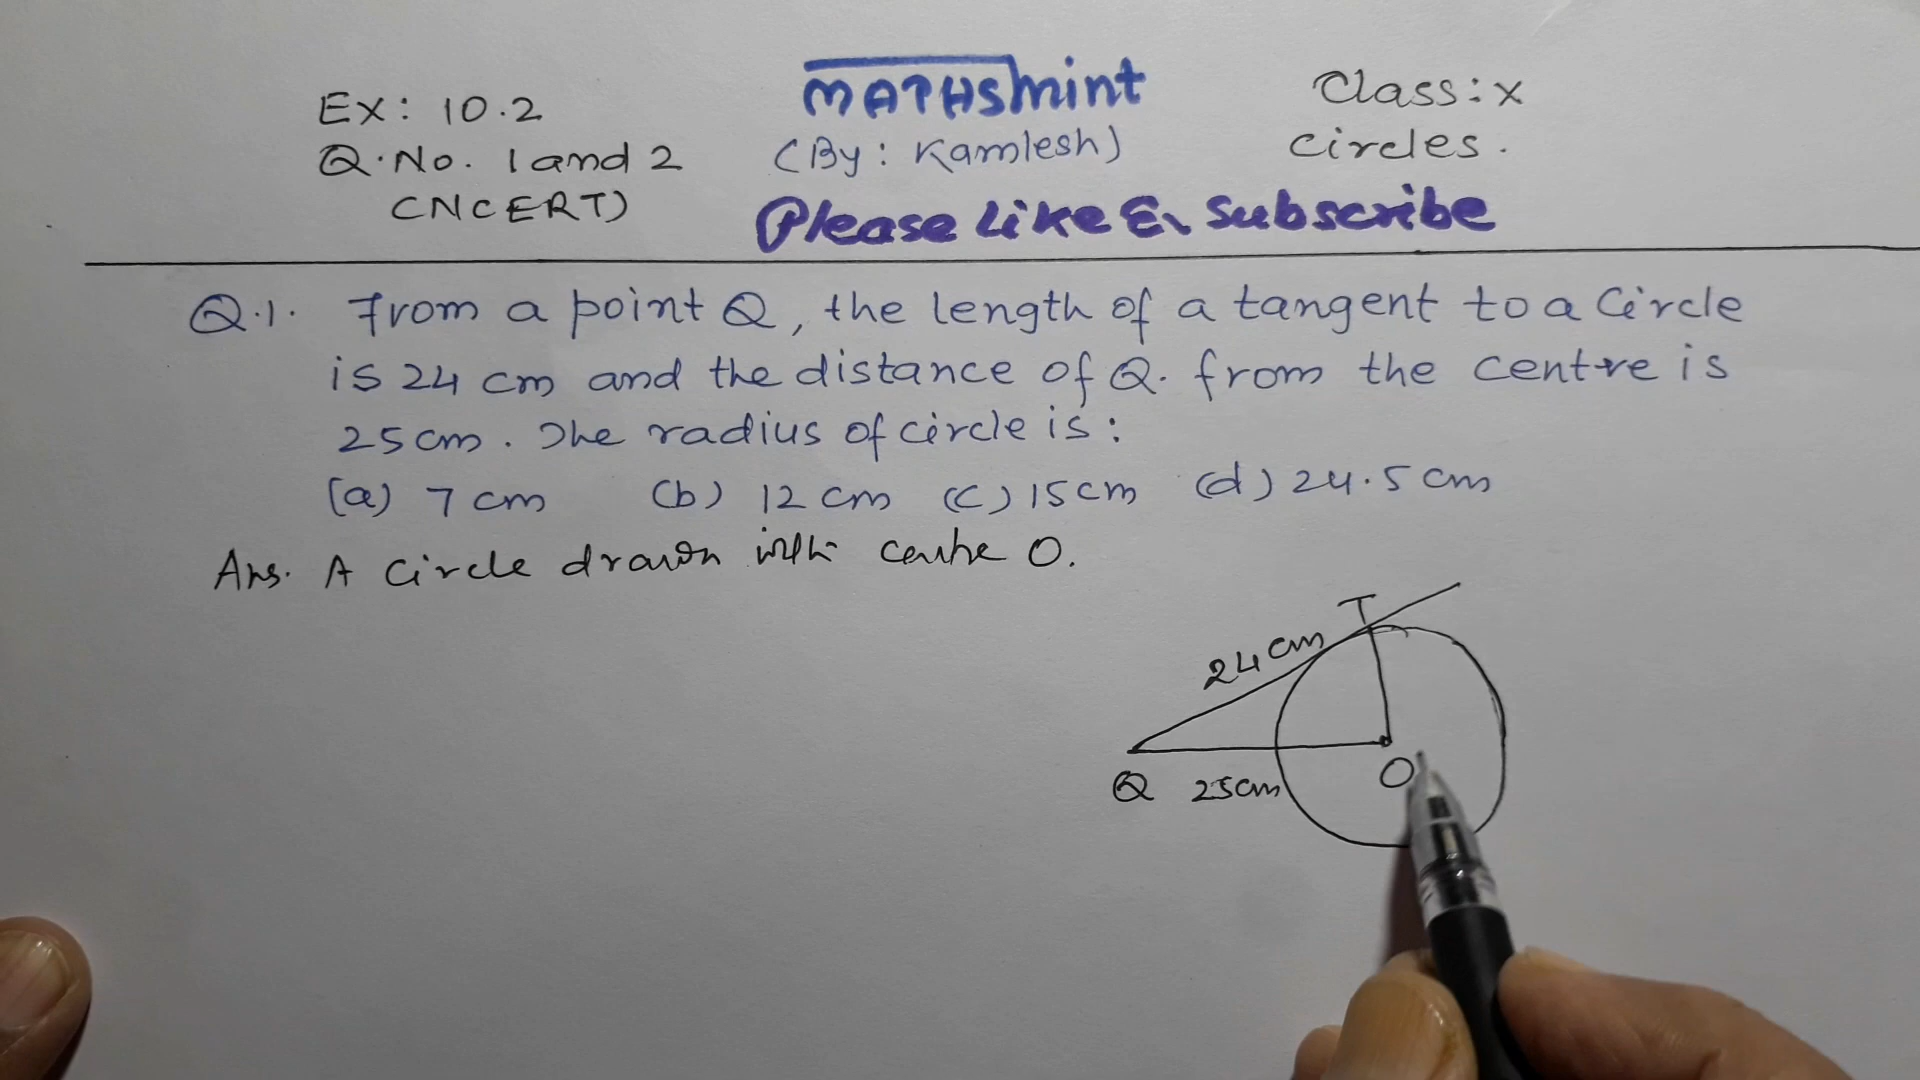 Ex: 10.2
Q.No. 1 and 2
(NCERT)
MATHSmint
(By: Kamlesh)
Please Like & Subscribe
Class: X
Circles.
Q.1. From a point Q, the length of a tangent to a Circle
is 24 cm and the distance of Q. from the centre is
25 cm. The radius of circle is:
(a) 7 cm (b) 12 cm (c) 15 cm (d) 24.5 cm
Ans. A Circle drawn with centre O.
T
24 cm
O
Q 25cm